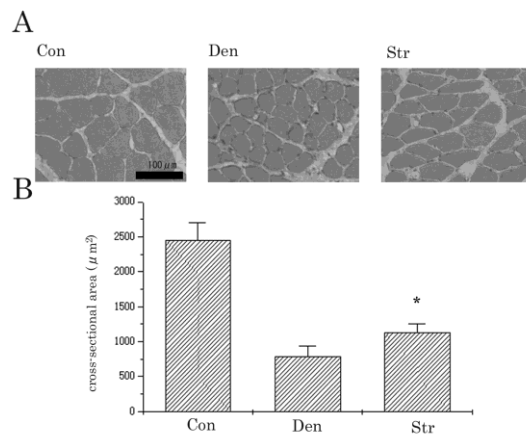 A
Con Den Str
100 μm
B
cross-sectional area (μm²)
3000
2500
2000
1500
1000
500
0
*
Con Den Str